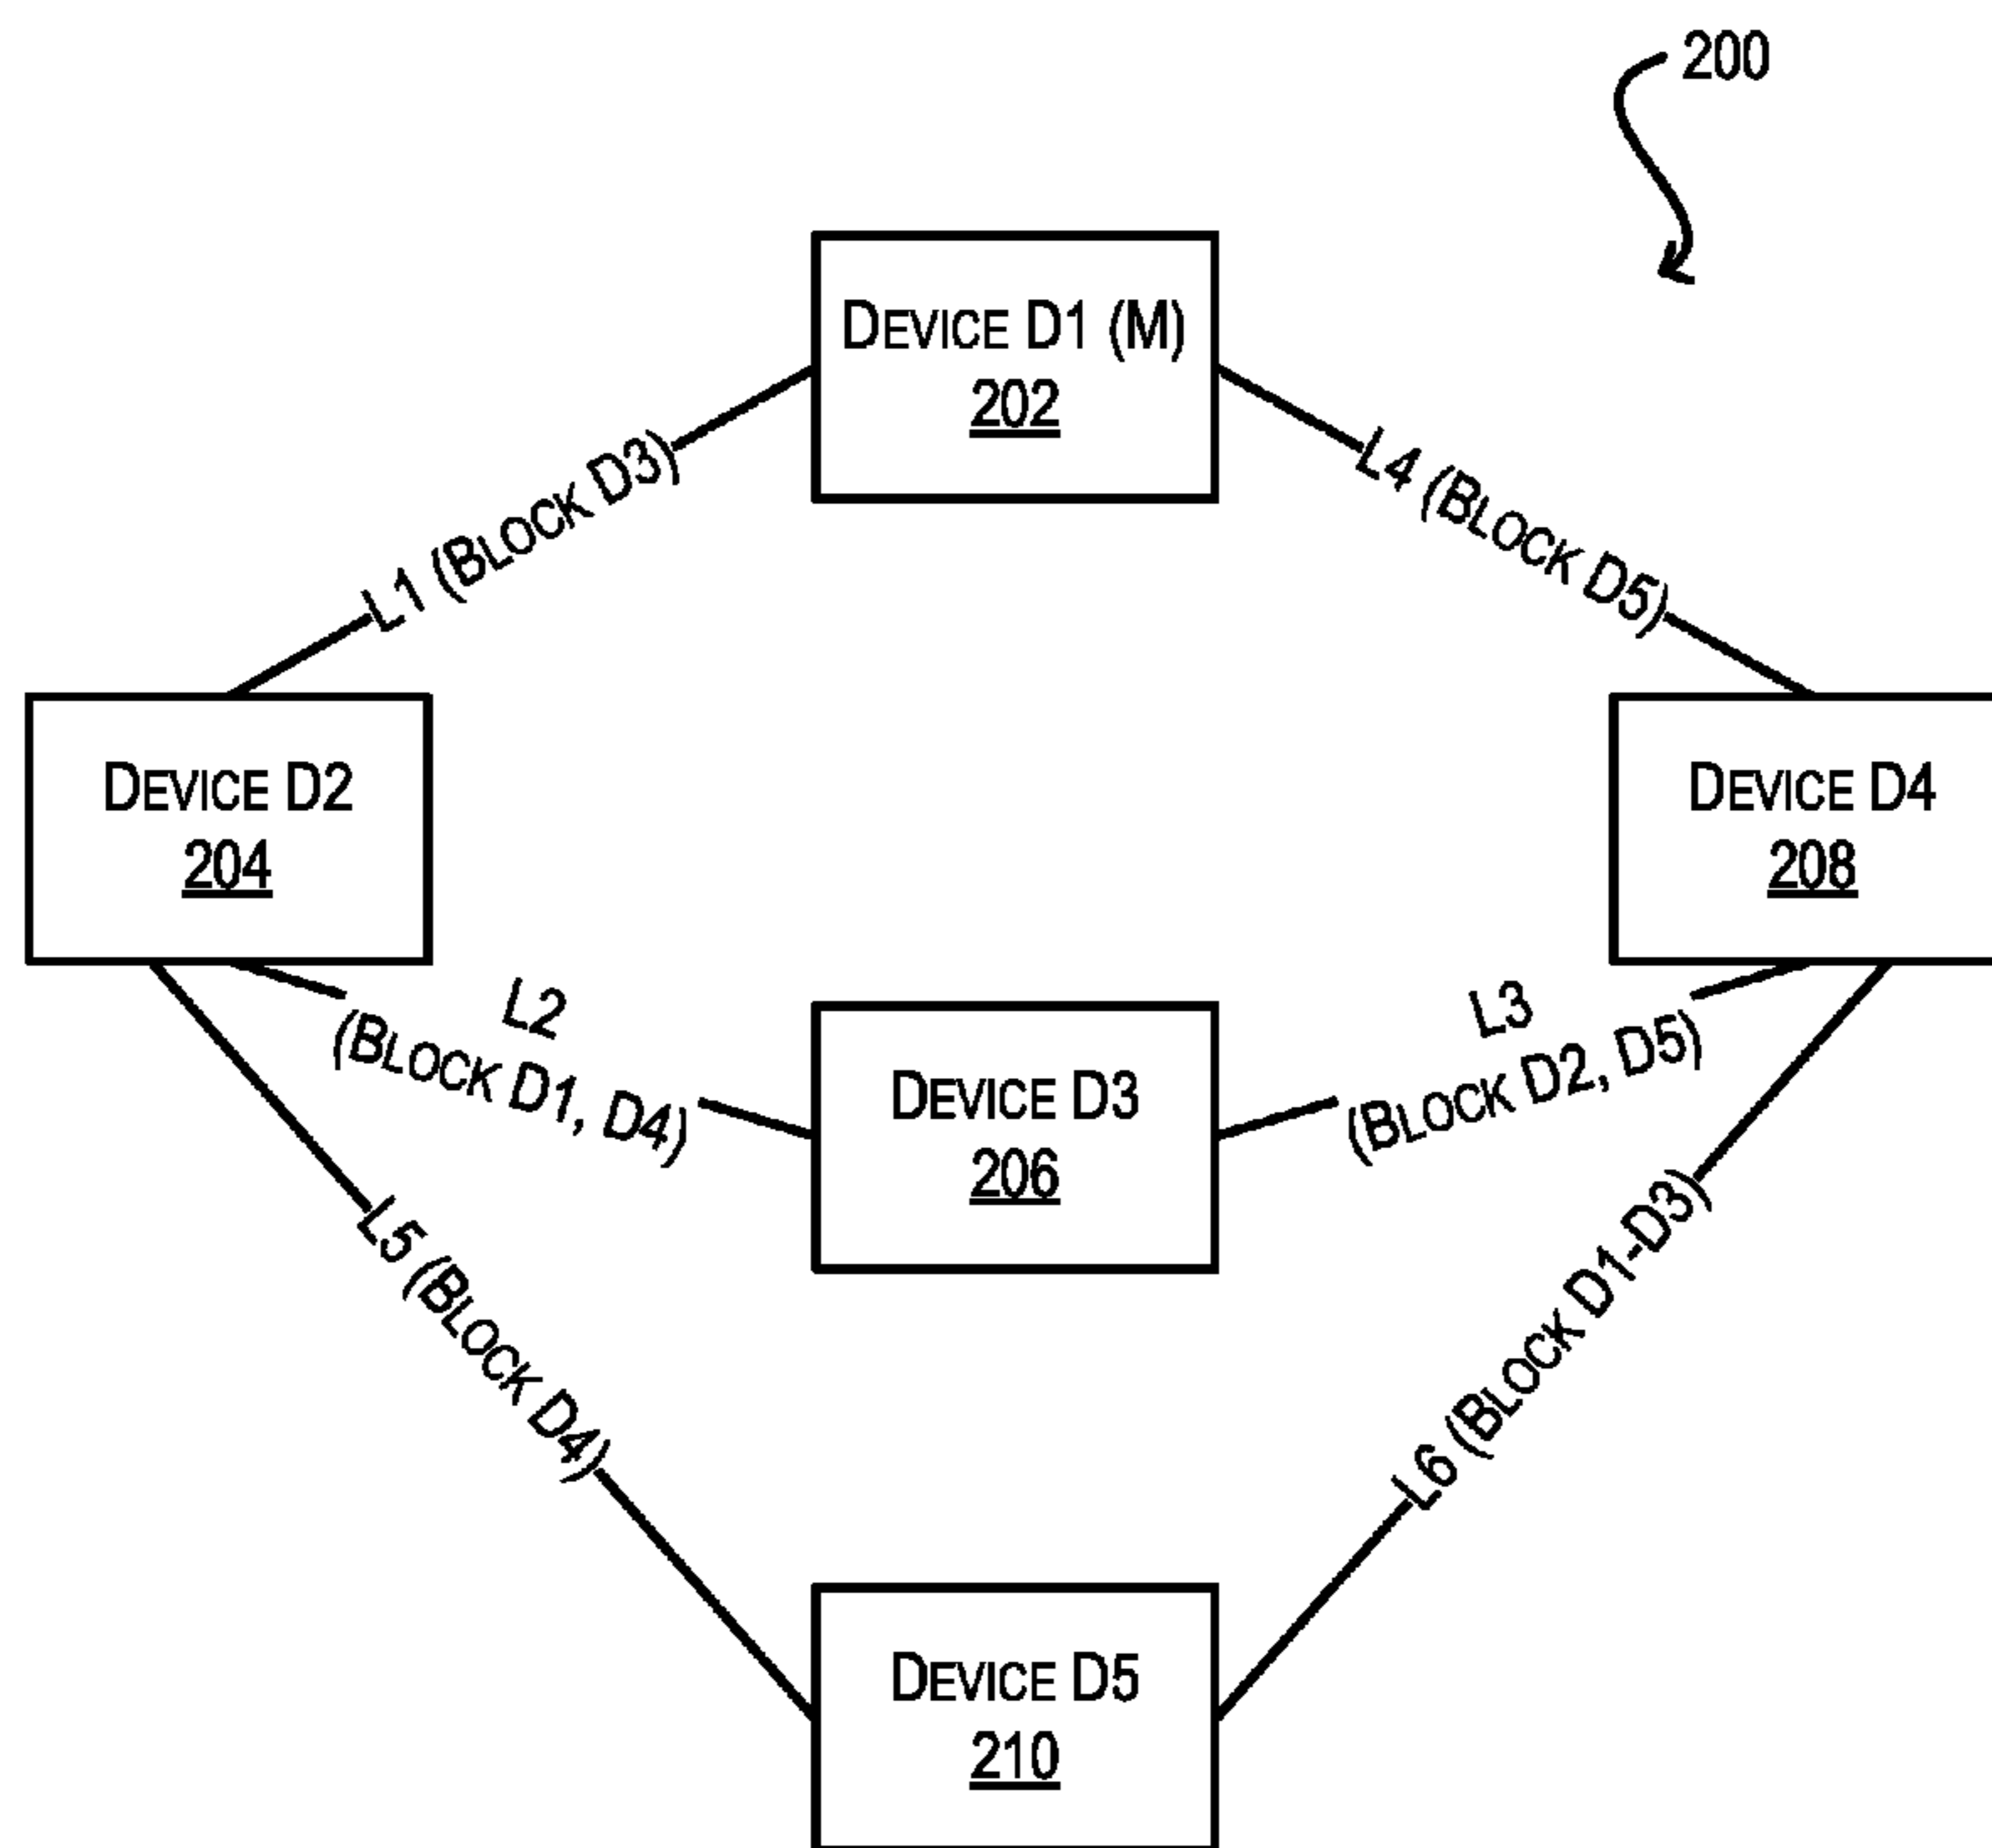 200
DEVICE D1 (M)
202
L1 (BLOCK D3)
L4 (BLOCK D5)
DEVICE D2
204
DEVICE D4
208
L2
(BLOCK D1, D4)
L3
(BLOCK D2, D5)
DEVICE D3
206
L5 (BLOCK D4)
L6 (BLOCK D1-D3)
DEVICE D5
210